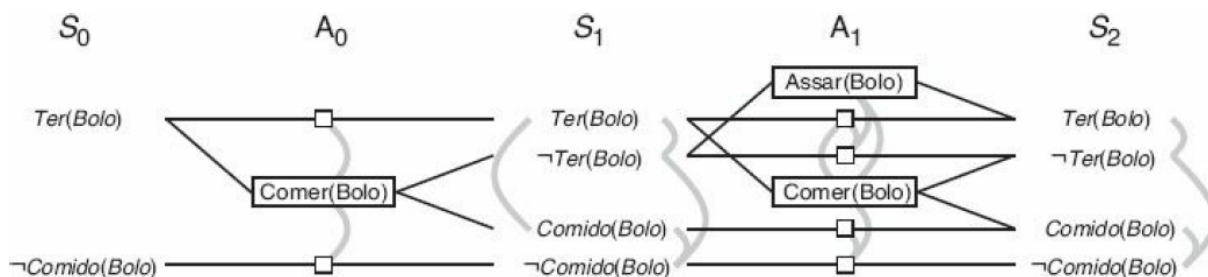 S0 A0 S1 A1 S2
Assar(Bolo)
Ter(Bolo) Ter(Bolo) Ter(Bolo)
¬Ter(Bolo) ¬Ter(Bolo)
Comer(Bolo) Comer(Bolo)
Comido(Bolo) Comido(Bolo)
¬Comido(Bolo) ¬Comido(Bolo) ¬Comido(Bolo)